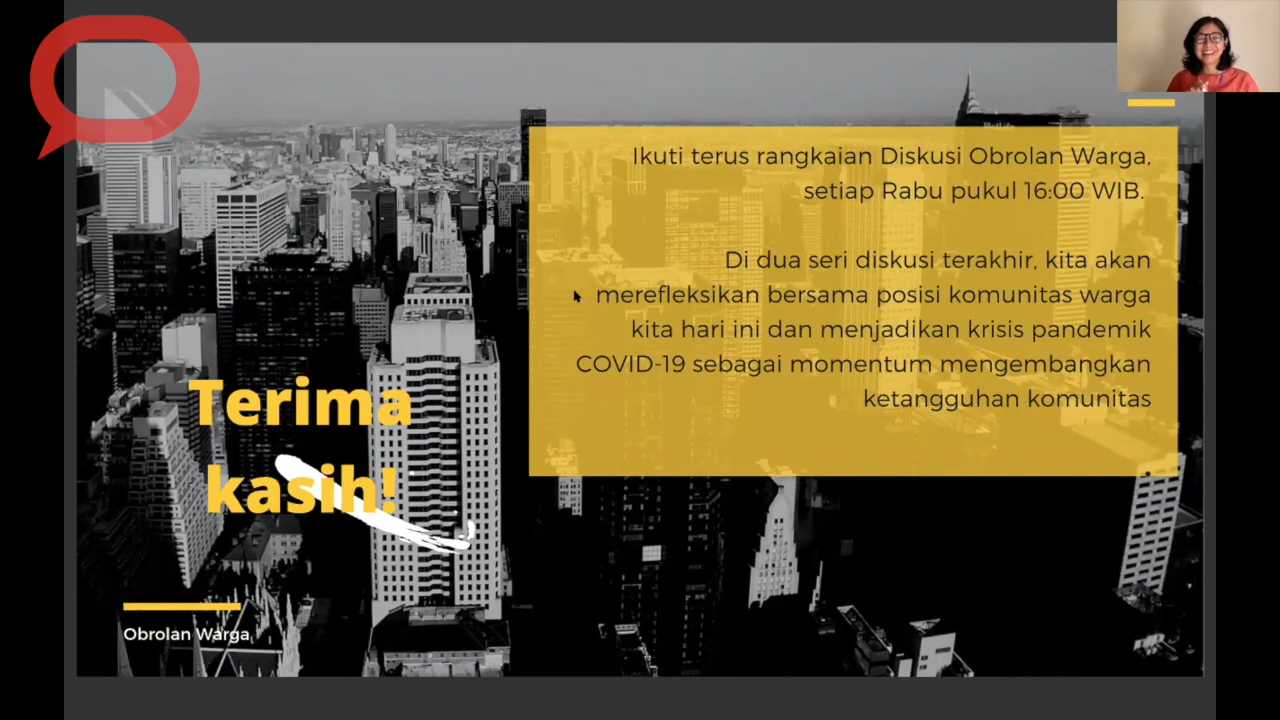 Ikuti terus rangkaian Diskusi Obrolan Warga,
setiap Rabu pukul 16:00 WIB.
Di dua seri diskusi terakhir, kita akan
merefleksikan bersama posisi komunitas warga
kita hari ini dan menjadikan krisis pandemik
COVID-19 sebagai momentum mengembangkan
ketangguhan komunitas
Terima
kasih!
Obrolan Warga